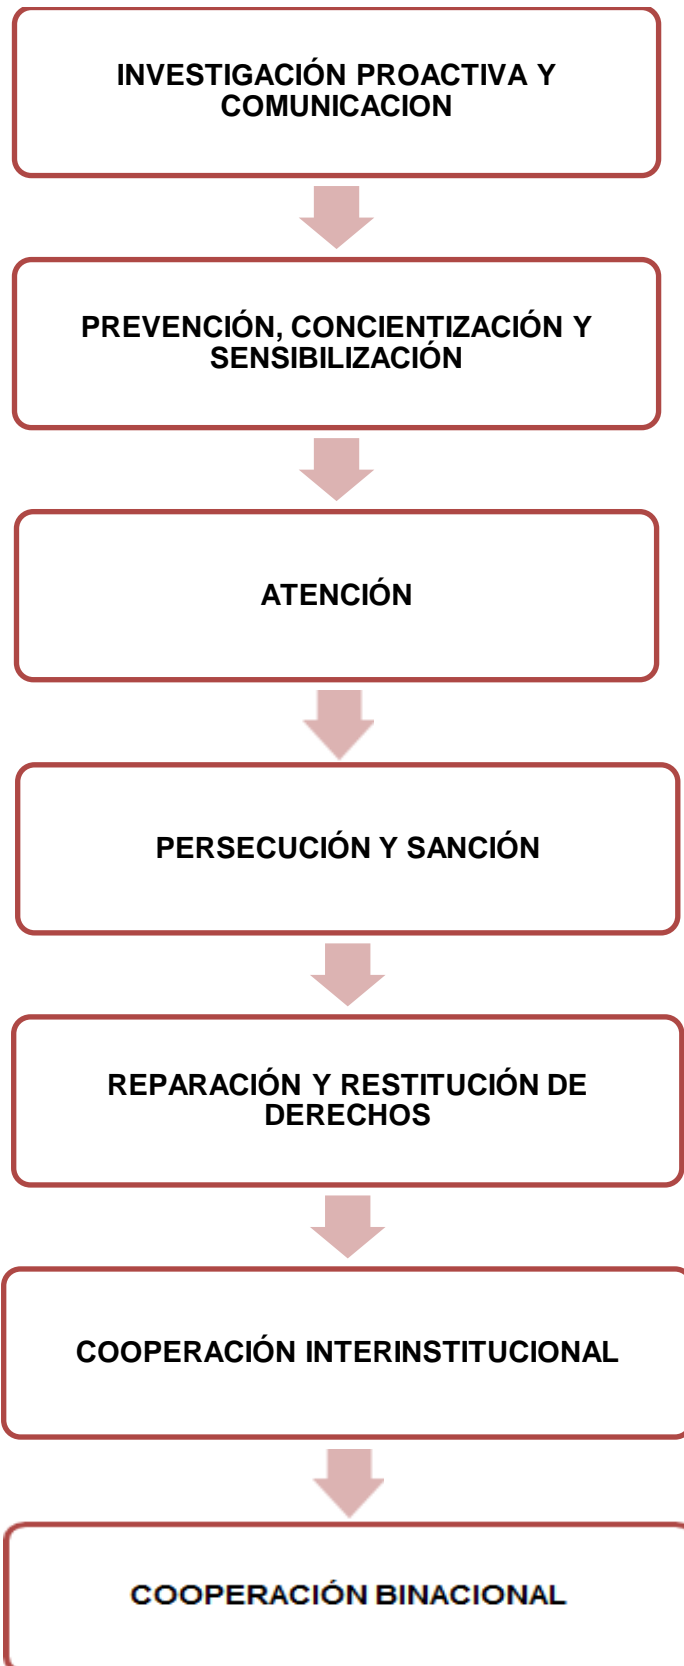 INVESTIGACIÓN PROACTIVA Y
COMUNICACION
PREVENCIÓN, CONCIENTIZACIÓN Y
SENSIBILIZACIÓN
ATENCIÓN
PERSECUCIÓN Y SANCIÓN
REPARACIÓN Y RESTITUCIÓN DE
DERECHOS
COOPERACIÓN INTERINSTITUCIONAL
COOPERACIÓN BINACIONAL